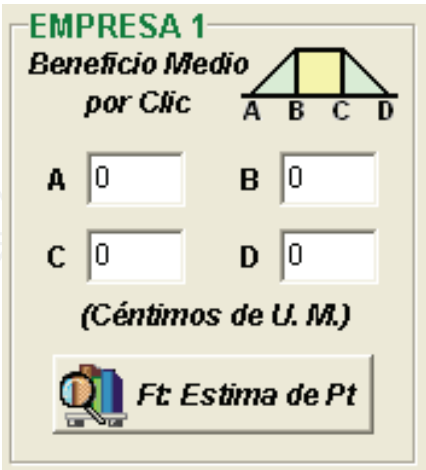 EMPRESA 1
Beneficio Medio
por Clic
A B C D
A 0 B 0
C 0 D 0
(Céntimos de U. M.)
Ft: Estima de Pt